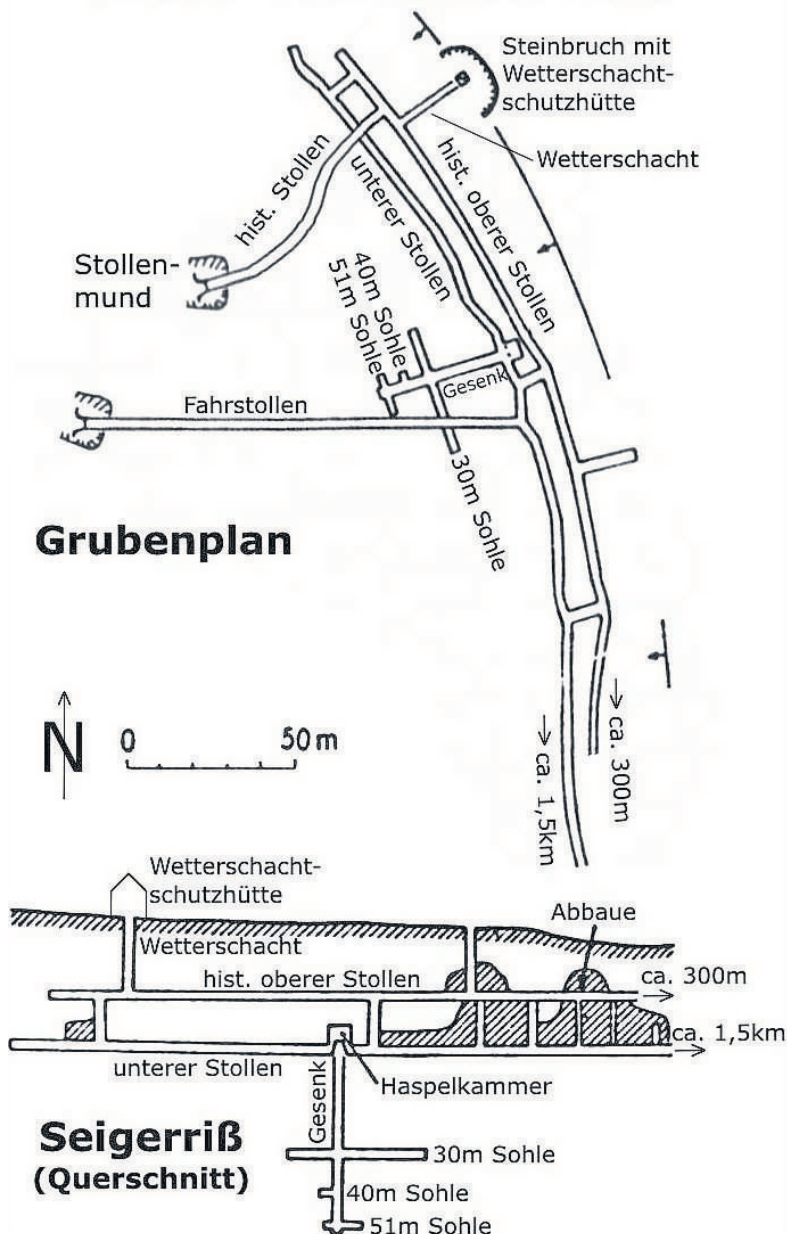 Steinbruch mit
Wetterschacht-
schutzhütte
Wetterschacht
hist. Stollen
unterer Stollen
hist. oberer Stollen
Stollen-
mund
40m Sohle
51m Sohle
Gesenk
Fahrstollen
30m Sohle
Grubenplan
N
0 50 m
ca. 1,5km
ca. 300m
Wetterschacht-
schutzhütte
Wetterschacht
Abbaue
hist. oberer Stollen
ca. 300m
ca. 1,5km
unterer Stollen
Haspelkammer
Gesenk
Seigerriß
(Querschnitt)
30m Sohle
40m Sohle
51m Sohle